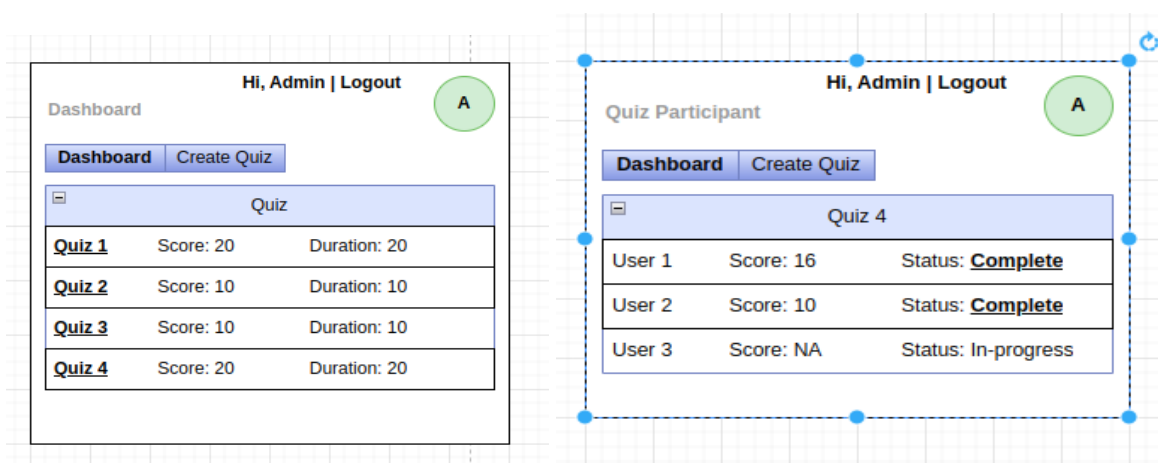 Hi, Admin | Logout
A
Dashboard
Dashboard Create Quiz
Quiz
Quiz 1 Score: 20 Duration: 20
Quiz 2 Score: 10 Duration: 10
Quiz 3 Score: 10 Duration: 10
Quiz 4 Score: 20 Duration: 20
Hi, Admin | Logout
A
Quiz Participant
Dashboard Create Quiz
Quiz 4
User 1 Score: 16 Status: Complete
User 2 Score: 10 Status: Complete
User 3 Score: NA Status: In-progress